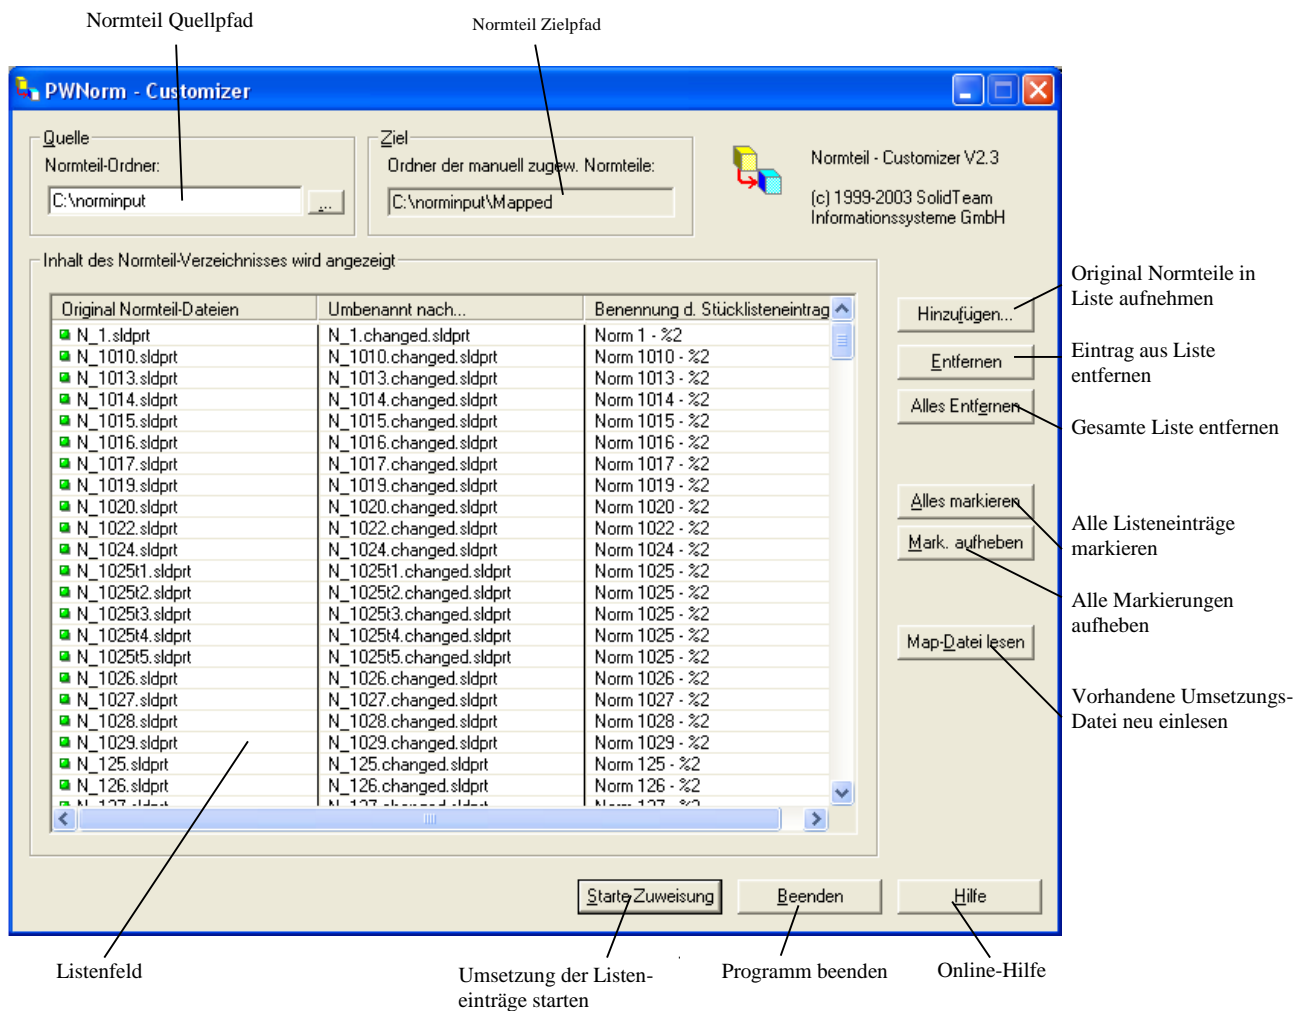 Normteil Quellpfad
Normteil Zielpfad
PWNorm - Customizer
Quelle
Normteil-Ordner:
C:\norminput
...
Ziel
Ordner der manuell zugew. Normteile:
C:\norminput\Mapped
Normteil - Customizer V2.3
(c) 1999-2003 SolidTeam
Informationssysteme GmbH
Inhalt des Normteil-Verzeichnisses wird angezeigt
Original Normteil-Dateien Umbenannt nach... Benennung d. Stücklisteneintrag
N_1.sldprt N_1.changed.sldprt Norm 1 - %2
N_1010.sldprt N_1010.changed.sldprt Norm 1010 - %2
N_1013.sldprt N_1013.changed.sldprt Norm 1013 - %2
N_1014.sldprt N_1014.changed.sldprt Norm 1014 - %2
N_1015.sldprt N_1015.changed.sldprt Norm 1015 - %2
N_1016.sldprt N_1016.changed.sldprt Norm 1016 - %2
N_1017.sldprt N_1017.changed.sldprt Norm 1017 - %2
N_1019.sldprt N_1019.changed.sldprt Norm 1019 - %2
N_1020.sldprt N_1020.changed.sldprt Norm 1020 - %2
N_1022.sldprt N_1022.changed.sldprt Norm 1022 - %2
N_1024.sldprt N_1024.changed.sldprt Norm 1024 - %2
N_1025t1.sldprt N_1025t1.changed.sldprt Norm 1025 - %2
N_1025t2.sldprt N_1025t2.changed.sldprt Norm 1025 - %2
N_1025t3.sldprt N_1025t3.changed.sldprt Norm 1025 - %2
N_1025t4.sldprt N_1025t4.changed.sldprt Norm 1025 - %2
N_1025t5.sldprt N_1025t5.changed.sldprt Norm 1025 - %2
N_1026.sldprt N_1026.changed.sldprt Norm 1026 - %2
N_1027.sldprt N_1027.changed.sldprt Norm 1027 - %2
N_1028.sldprt N_1028.changed.sldprt Norm 1028 - %2
N_1029.sldprt N_1029.changed.sldprt Norm 1029 - %2
N_125.sldprt N_125.changed.sldprt Norm 125 - %2
N_126.sldprt N_126.changed.sldprt Norm 126 - %2
N_127.sldprt N_127.changed.sldprt Norm 127 - %2
Hinzufügen...
Entfernen
Alles Entfernen
Alles markieren
Mark. aufheben
Map-Datei lesen
Original Normteile in
Liste aufnehmen
Eintrag aus Liste
entfernen
Gesamte Liste entfernen
Alle Listeneinträge
markieren
Alle Markierungen
aufheben
Vorhandene Umsetzungs-
Datei neu einlesen
Starte Zuweisung
Beenden
Hilfe
Listenfeld
Umsetzung der Listen-
einträge starten
Programm beenden
Online-Hilfe